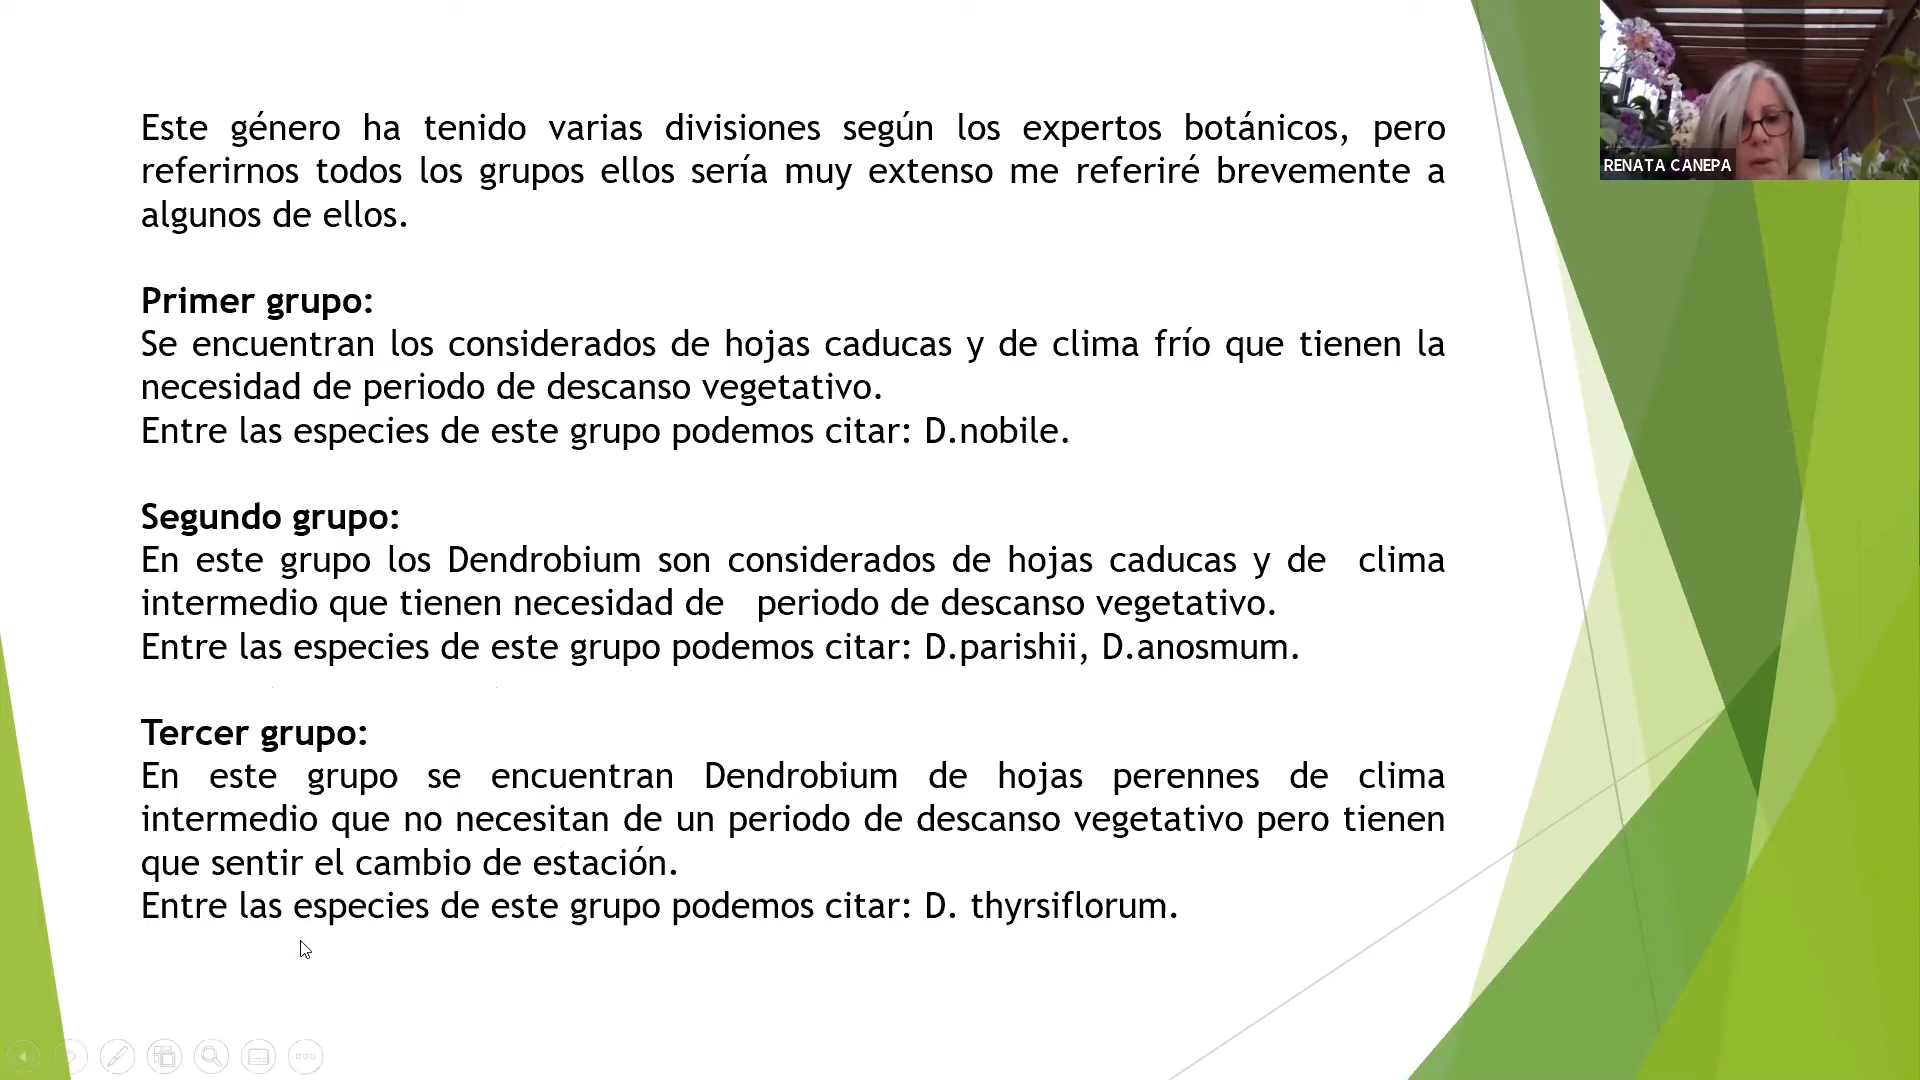 Este género ha tenido varias divisiones según los expertos botánicos, pero
referirnos todos los grupos ellos sería muy extenso me referiré brevemente a
algunos de ellos.
Primer grupo:
Se encuentran los considerados de hojas caducas y de clima frío que tienen la
necesidad de periodo de descanso vegetativo.
Entre las especies de este grupo podemos citar: D.nobile.
Segundo grupo:
En este grupo los Dendrobium son considerados de hojas caducas y de clima
intermedio que tienen necesidad de periodo de descanso vegetativo.
Entre las especies de este grupo podemos citar: D.parishii, D.anosmum.
Tercer grupo:
En este grupo se encuentran Dendrobium de hojas perennes de clima
intermedio que no necesitan de un periodo de descanso vegetativo pero tienen
que sentir el cambio de estación.
Entre las especies de este grupo podemos citar: D. thyrsiflorum.
RENATA CANEPA